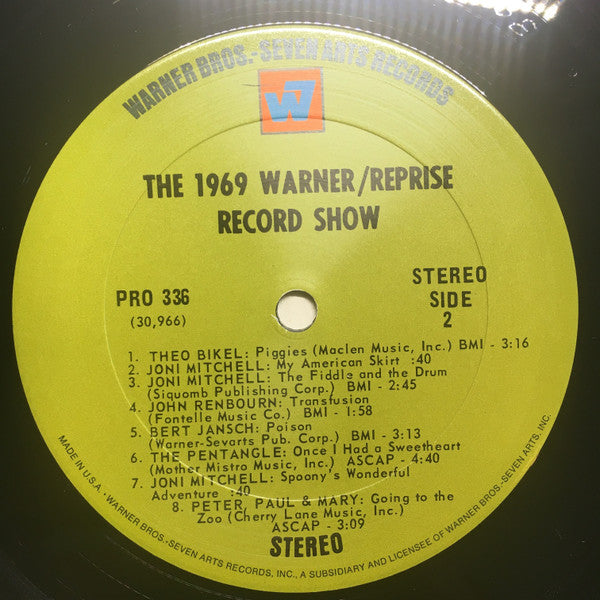 WARNER BROS.-SEVEN ARTS RECORDS
W7
THE 1969 WARNER/REPRISE
RECORD SHOW
PRO 336
(30,966)
STEREO
SIDE
2
1. THEO BIKEL: Piggies (Maclen Music, Inc.) BMI - 3:16
2. JONI MITCHELL: My American Skirt :40
3. JONI MITCHELL: The Fiddle and the Drum
(Siquomb Publishing Corp.) BMI - 2:45
4. JOHN RENBOURN: Transfusion
(Fontelle Music Co.) BMI - 1:58
5. BERT JANSCH: Poison
(Warner-Sevarts Pub. Corp.) BMI - 3:13
6. THE PENTANGLE: Once I Had a Sweetheart
(Mother Mistro Music, Inc.) ASCAP - 4:40
7. JONI MITCHELL: Spoony's Wonderful
Adventure :40
8. PETER, PAUL & MARY: Going to the
Zoo (Cherry Lane Music, Inc.)
ASCAP - 3:09
STEREO
MADE IN U.S.A. · WARNER BROS.-SEVEN ARTS RECORDS, INC., A SUBSIDIARY AND LICENSEE OF WARNER BROS.-SEVEN ARTS, INC.